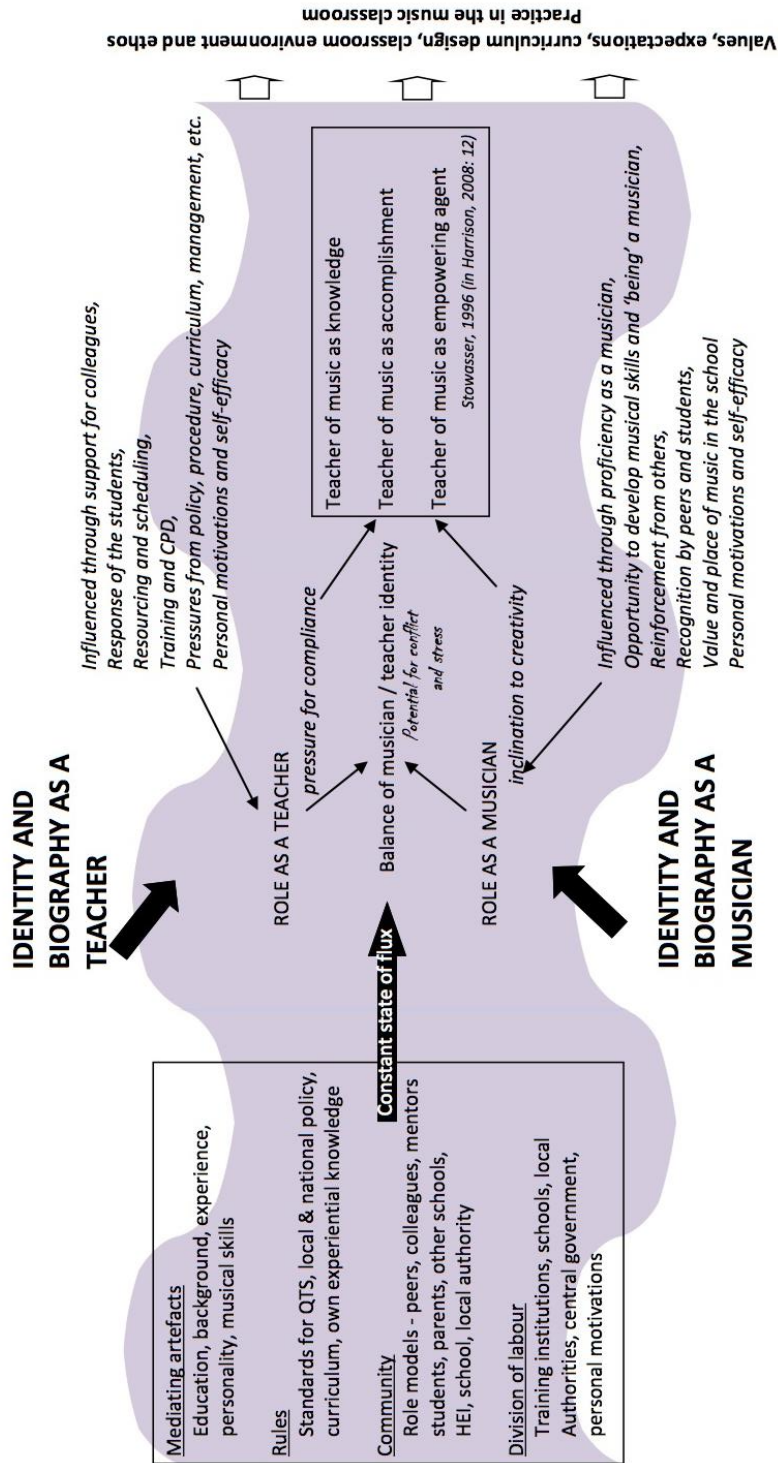 IDENTITY AND
BIOGRAPHY AS A
TEACHER
Influenced through support for colleagues,
Response of the students,
Resourcing and scheduling,
Training and CPD,
Pressures from policy, procedure, curriculum, management, etc.
Personal motivations and self-efficacy
Mediating artefacts
Education, background, experience,
personality, musical skills
Rules
Standards for QTS, local & national policy,
curriculum, own experiential knowledge
Community
Role models - peers, colleagues, mentors
students, parents, other schools,
HEI, school, local authority
Division of labour
Training institutions, schools, local
Authorities, central government,
personal motivations
Constant state of flux
ROLE AS A TEACHER
pressure for compliance
Balance of musician / teacher identity
Potential for conflict
and stress
ROLE AS A MUSICIAN
inclination to creativity
Teacher of music as knowledge
Teacher of music as accomplishment
Teacher of music as empowering agent
Stowasser, 1996 (in Harrison, 2008: 12)
IDENTITY AND
BIOGRAPHY AS A
MUSICIAN
Influenced through proficiency as a musician,
Opportunity to develop musical skills and ‘being’ a musician,
Reinforcement from others,
Recognition by peers and students,
Value and place of music in the school
Personal motivations and self-efficacy
Practice in the music classroom
Values, expectations, curriculum design, classroom environment and ethos